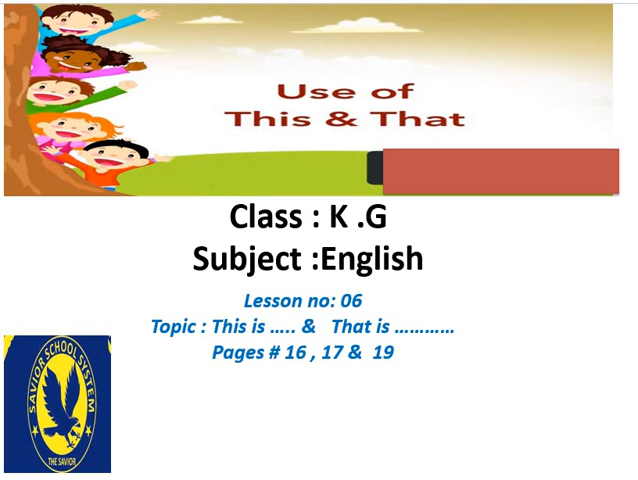 Use of
This & That
Class : K .G
Subject :English
Lesson no: 06
Topic : This is ….. &   That is …………
Pages # 16 , 17 &  19
SAVIOR SCHOOL SYSTEM
THE SAVIOR